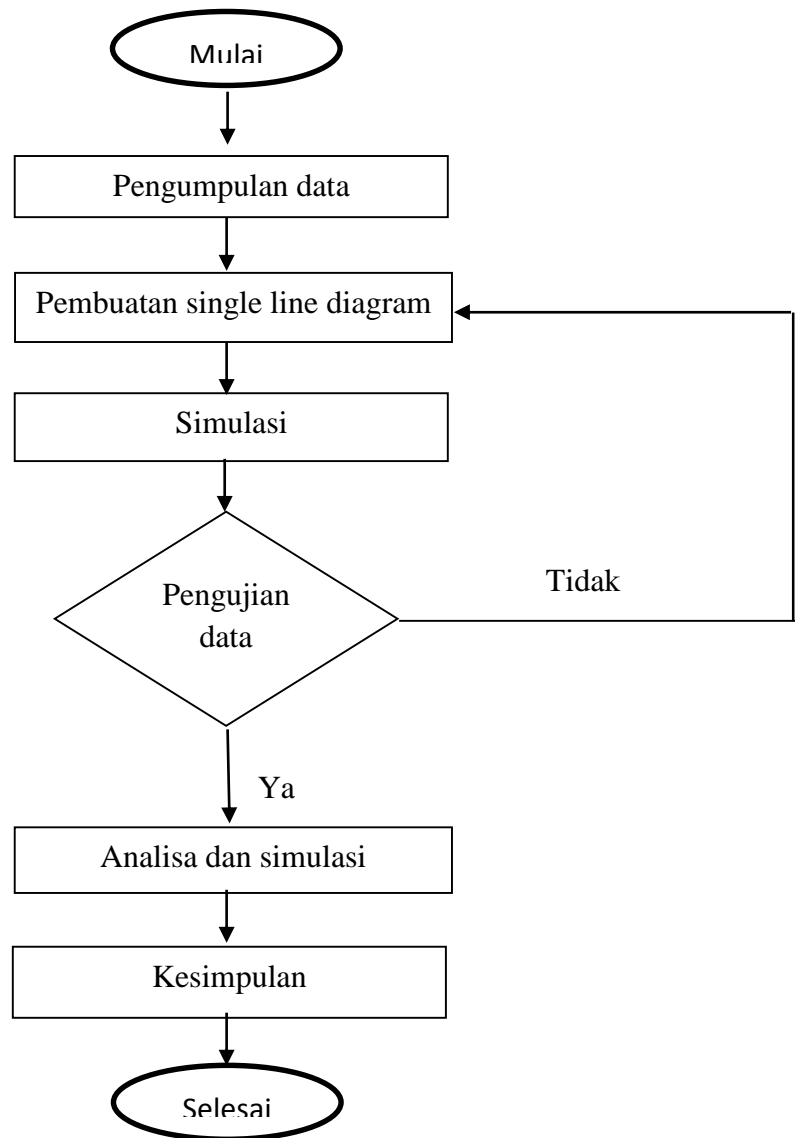 Mulai
Pengumpulan data
Pembuatan single line diagram
Simulasi
Pengujian
data
Tidak
Ya
Analisa dan simulasi
Kesimpulan
Selesai